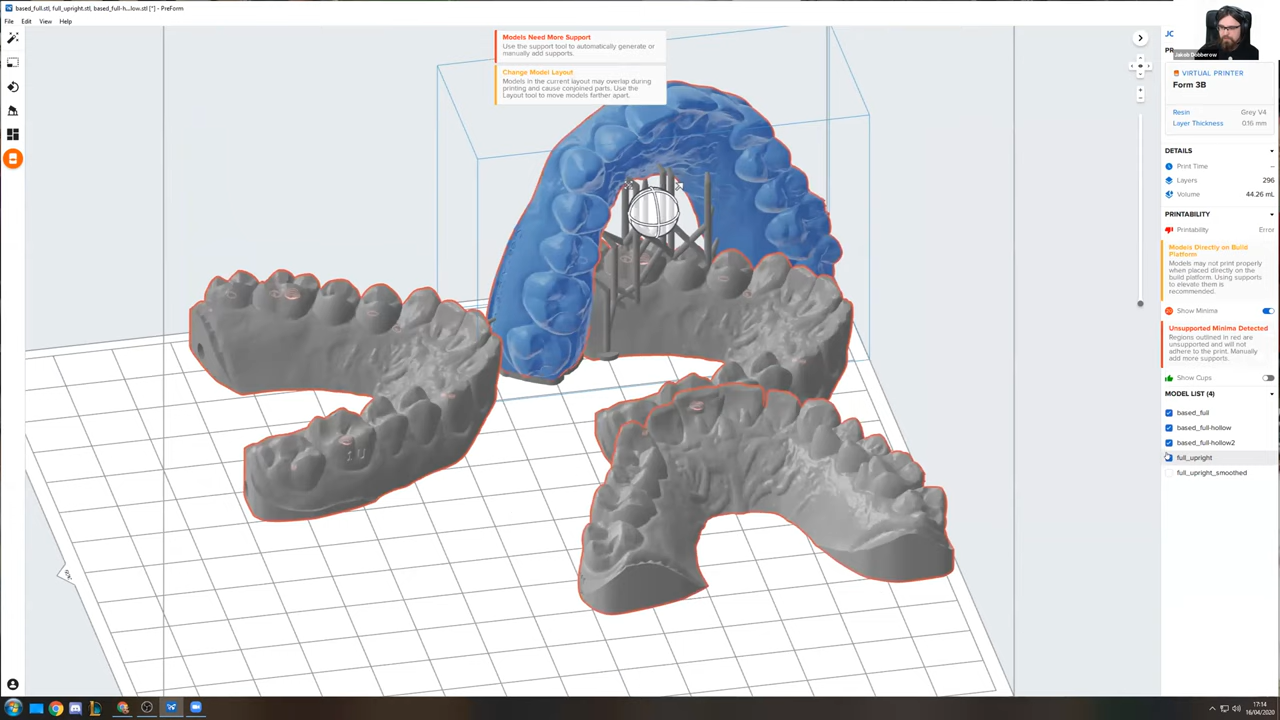 based_full.stl, full_upright.stl, based_full-h...low.stl [*] - PreForm
File Edit View Help
Models Need More Support
Use the support tool to automatically generate or
manually add supports.
Change Model Layout
Models in the current layout may overlap during
printing and cause conjoined parts. Use the
Layout tool to move models farther apart.
Jakob Dobberow
VIRTUAL PRINTER
Form 3B
Resin Grey V4
Layer Thickness 0.16 mm
DETAILS
Print Time --
Layers 296
Volume 44.26 mL
PRINTABILITY
Printability Error
Models Directly on Build
Platform
Models may not print properly
when placed directly on the
build platform. Using supports
to elevate them is
recommended.
Show Minima
Unsupported Minima Detected
Regions outlined in red are
unsupported and will not
adhere to the print. Manually
add more supports.
Show Cups
MODEL LIST (4)
based_full
based_full-hollow
based_full-hollow2
full_upright
full_upright_smoothed
17:14
16/04/2020